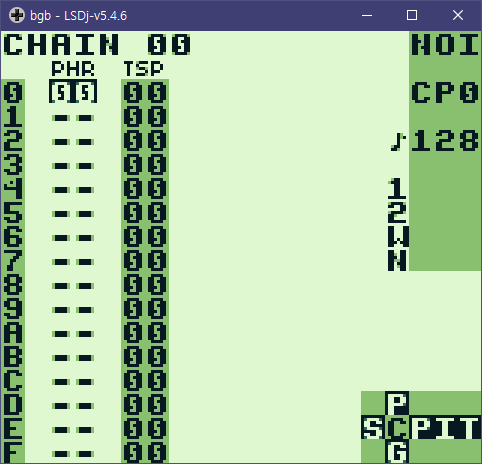 bgb - LSDj-v5.4.6
CHAIN 00 NOI
PHR TSP
0 00 00 CP0
1 -- 00
2 -- 00 ♪128
3 -- 00
4 -- 00 1
5 -- 00 2
6 -- 00 W
7 -- 00 N
8 -- 00
9 -- 00
A -- 00
B -- 00
C -- 00
D -- 00 P
E -- 00 SCPIT
F -- 00 G